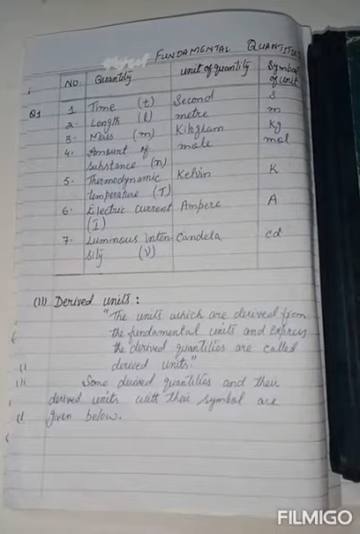 FUNDAMENTAL QUANTITIES
NO. Quantity unit of quantity Symbol of unit
Q1 1. Time (t) Second s
2. Length (l) metre m
3. Mass (m) Kilogram Kg
4. Amount of mole mol
substance (n)
5. Thermodynamic Kelvin K
temperature (T)
6. Electric current Ampere A
(I)
7. Luminous Inten Candela cd
sity (V)
(II) Derived units :
"The units which are derived from
the fundamental units and express
the derived quantities are called
derived units."
Some derived quantities and their
derived units with their symbol are
given below.
FILMIGO